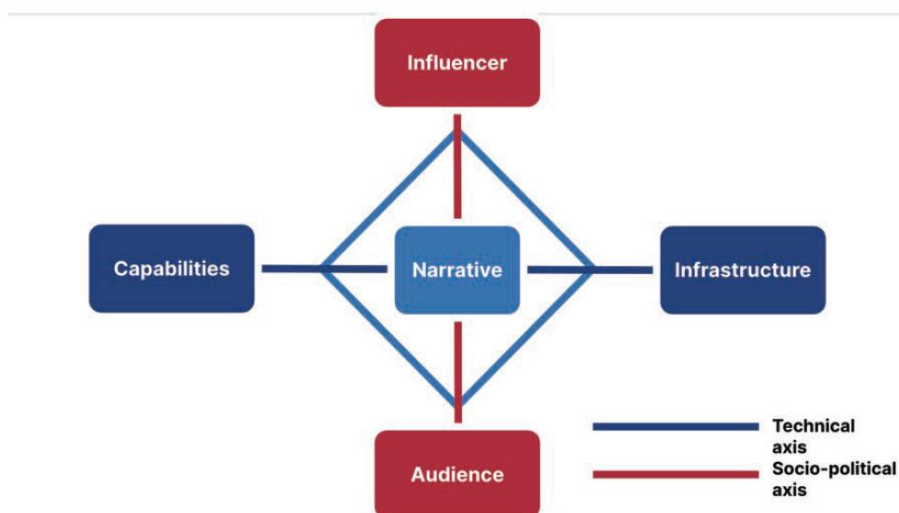 Influencer
Capabilities
Narrative
Infrastructure
Audience
Technical
axis
Socio-political
axis